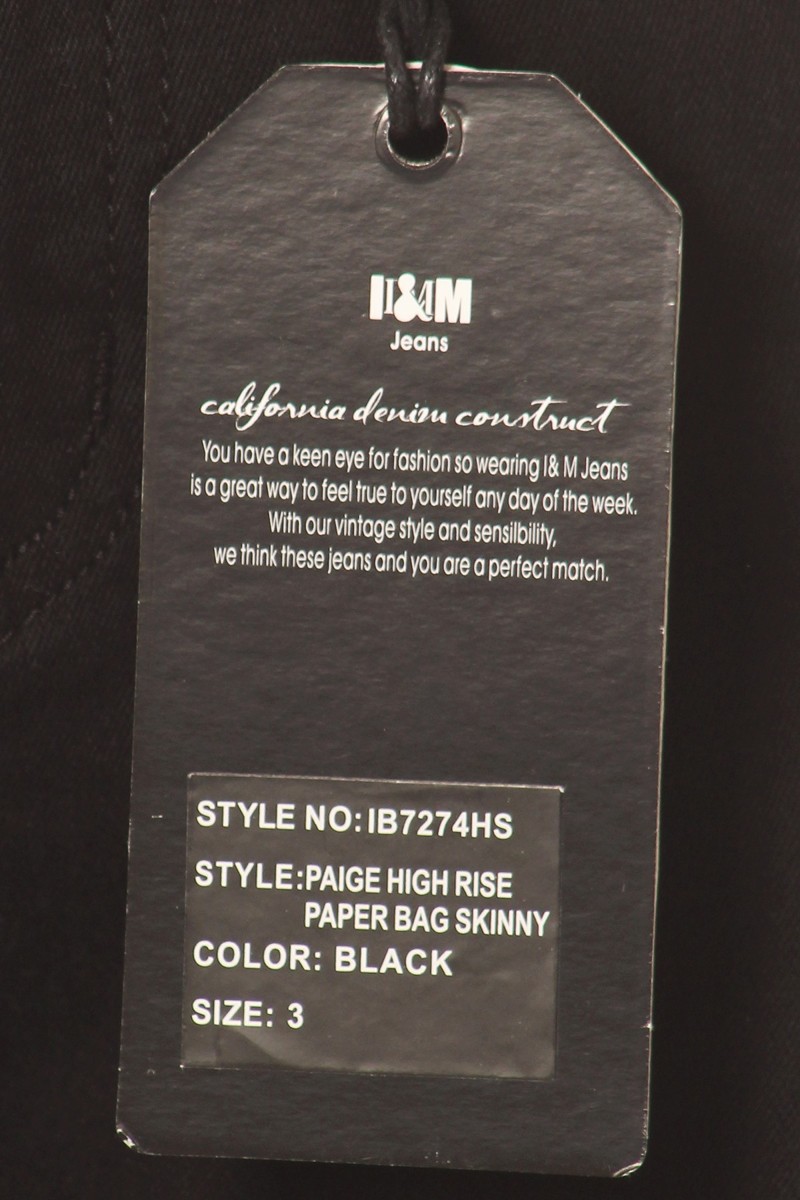 I&M
Jeans
california denim construct
You have a keen eye for fashion so wearing I& M Jeans
is a great way to feel true to yourself any day of the week.
With our vintage style and sensilbility,
we think these jeans and you are a perfect match.
STYLE NO:IB7274HS
STYLE:PAIGE HIGH RISE
PAPER BAG SKINNY
COLOR: BLACK
SIZE: 3